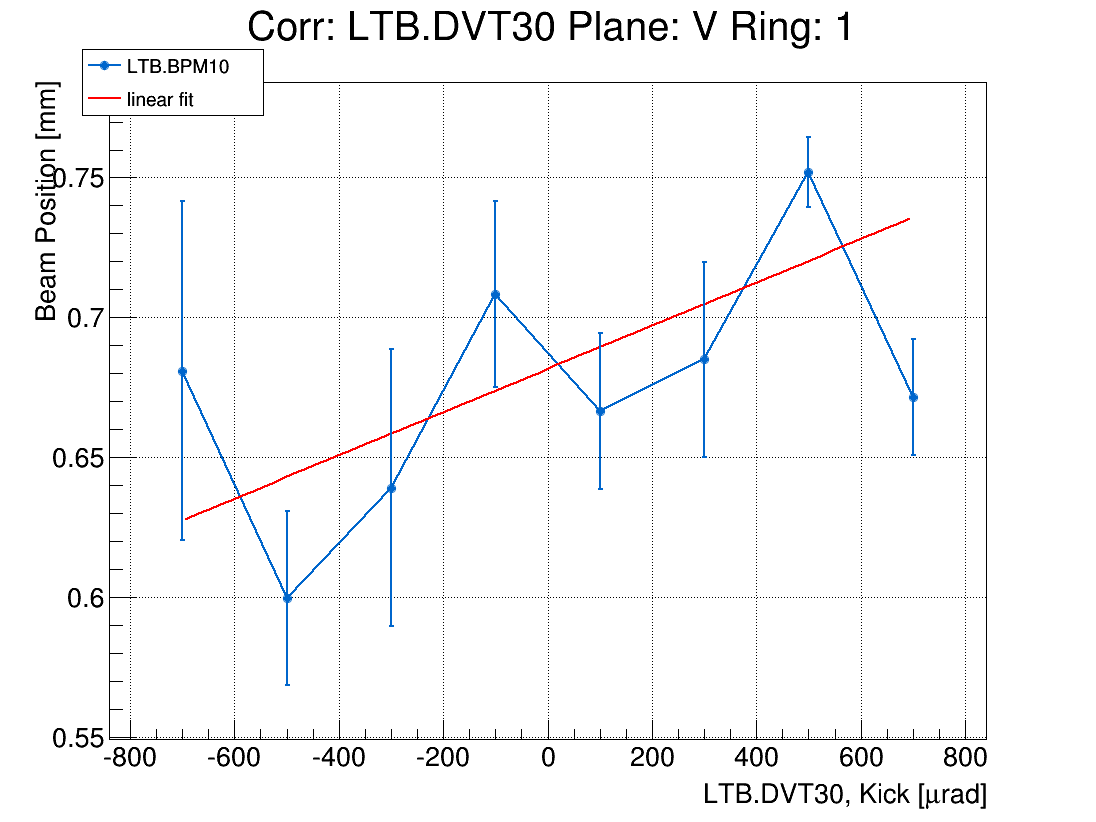 Corr: LTB.DVT30 Plane: V Ring: 1
LTB.BPM10
linear fit
Beam Position [mm]
0.75
0.7
0.65
0.6
0.55
-800 -600 -400 -200 0 200 400 600 800
LTB.DVT30, Kick [μrad]